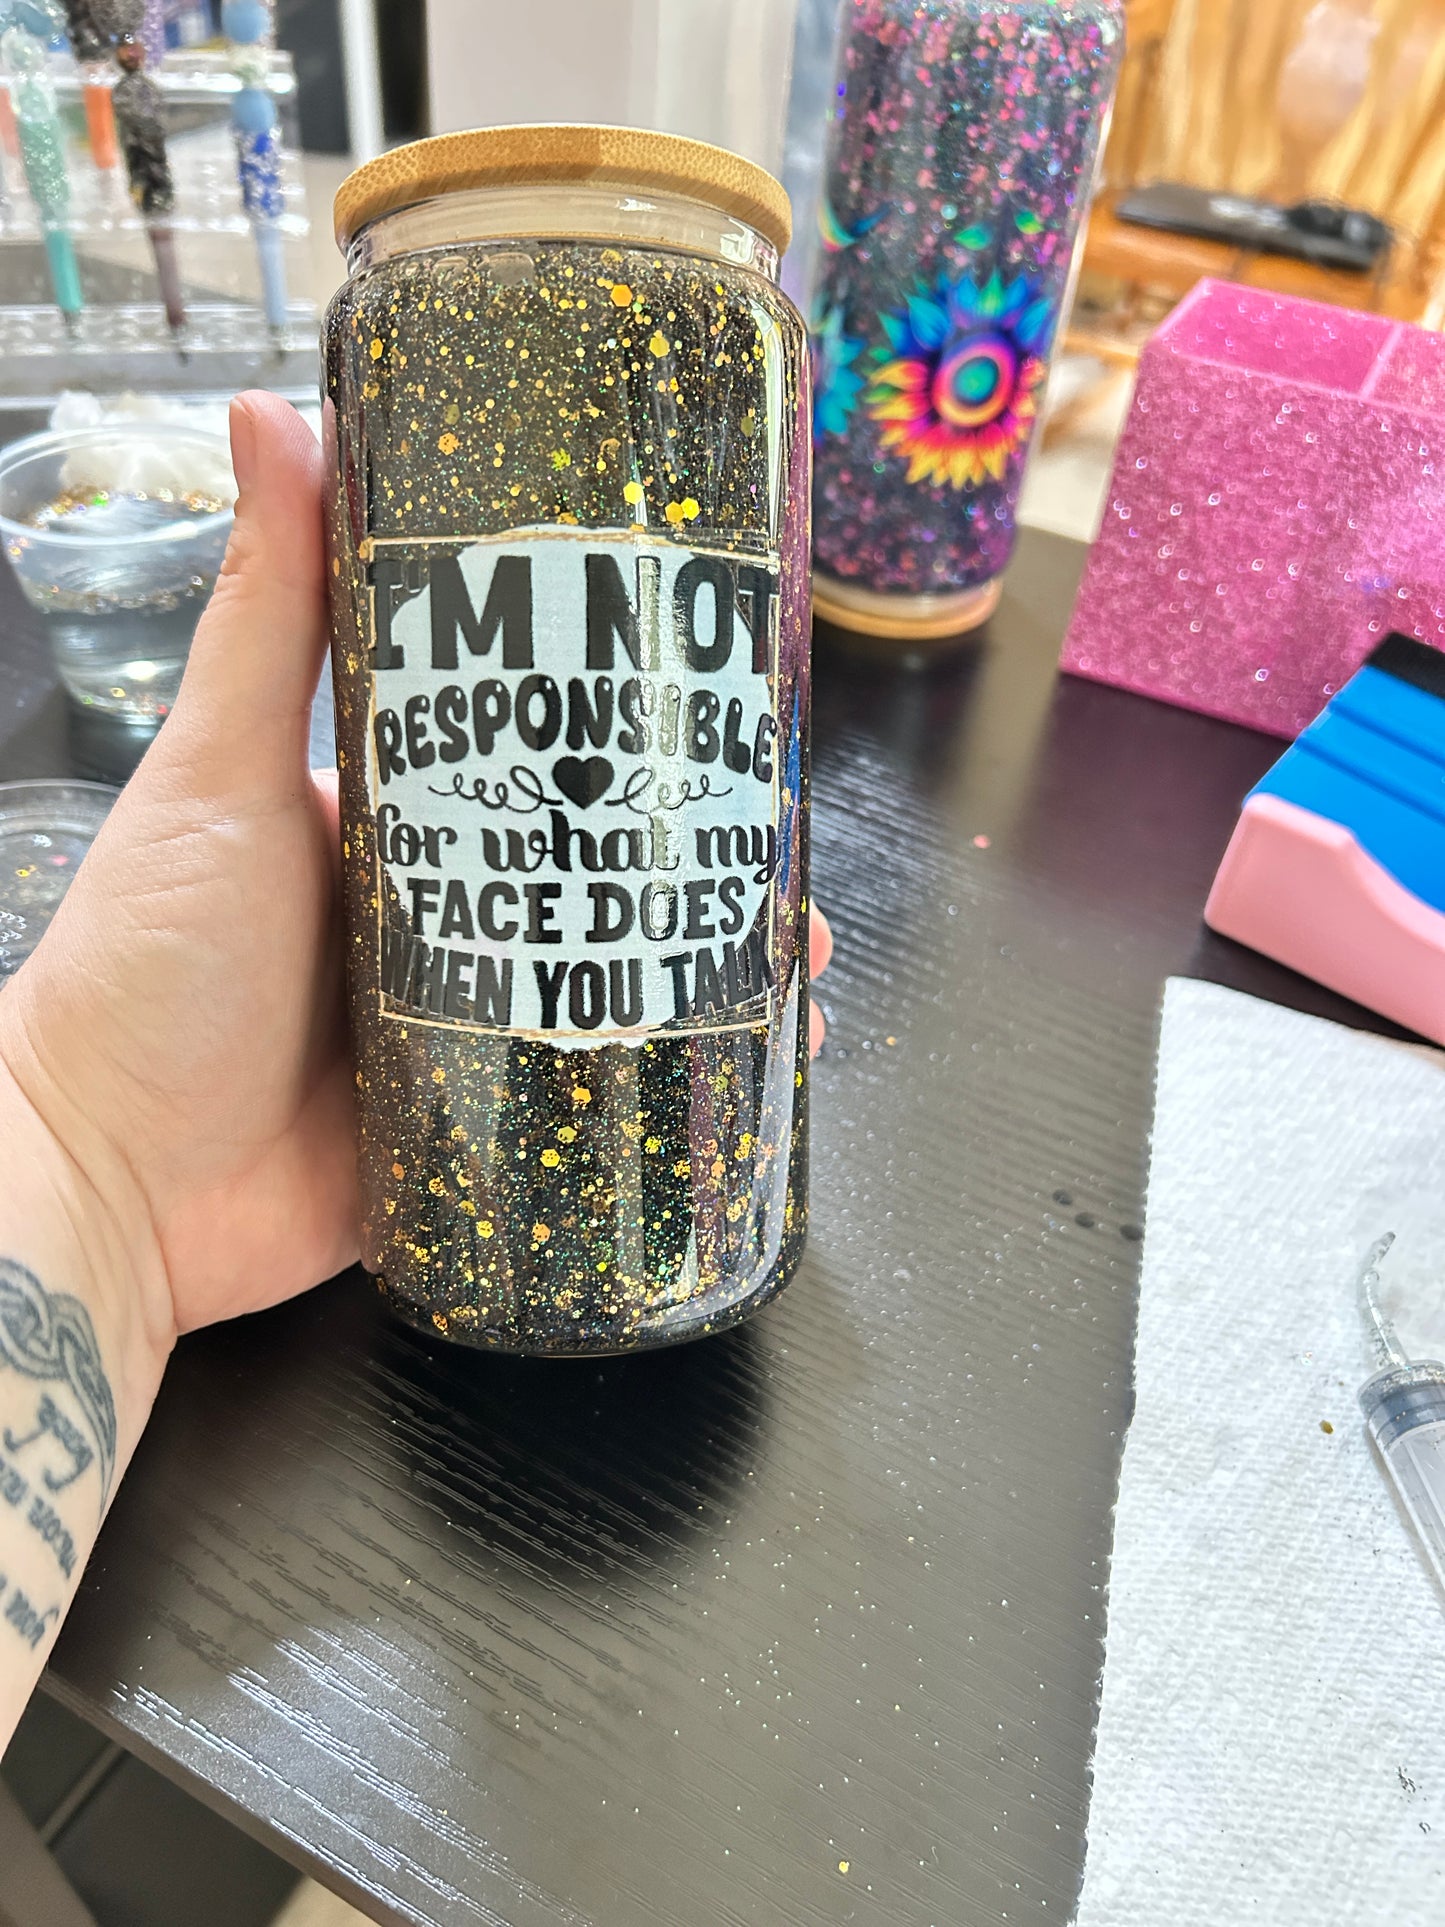 I'M NOT
RESPONSIBLE
for what my
FACE DOES
WHEN YOU TALK